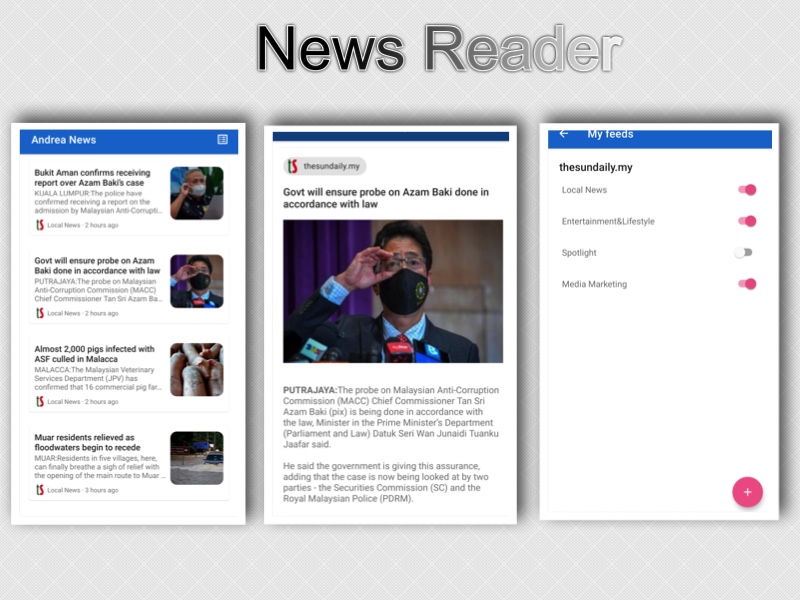 News Reader
Andrea News
Bukit Aman confirms receiving
report over Azam Baki's case
KUALA LUMPUR:The police have
confirmed receiving a report on the
admission by Malaysian Anti-Corrupti...
ts Local News · 2 hours ago
Govt will ensure probe on Azam
Baki done in accordance with law
PUTRAJAYA:The probe on Malaysian
Anti-Corruption Commission (MACC)
Chief Commissioner Tan Sri Azam Ba...
ts Local News · 2 hours ago
Almost 2,000 pigs infected with
ASF culled in Malacca
MALACCA:The Malaysian Veterinary
Services Department (JPV) has
confirmed that 16 commercial pig far...
ts Local News · 2 hours ago
Muar residents relieved as
floodwaters begin to recede
MUAR:Residents in five villages, here,
can finally breathe a sigh of relief with
the opening of the main route to Muar ...
ts Local News · 3 hours ago
ts thesundaily.my
Govt will ensure probe on Azam Baki done in
accordance with law
PUTRAJAYA:The probe on Malaysian Anti-Corruption
Commission (MACC) Chief Commissioner Tan Sri
Azam Baki (pix) is being done in accordance with
the law, Minister in the Prime Minister's Department
(Parliament and Law) Datuk Seri Wan Junaidi Tuanku
Jaafar said.
He said the government is giving this assurance,
adding that the case is now being looked at by two
parties - the Securities Commission (SC) and the
Royal Malaysian Police (PDRM).
My feeds
thesundaily.my
Local News
Entertainment&Lifestyle
Spotlight
Media Marketing